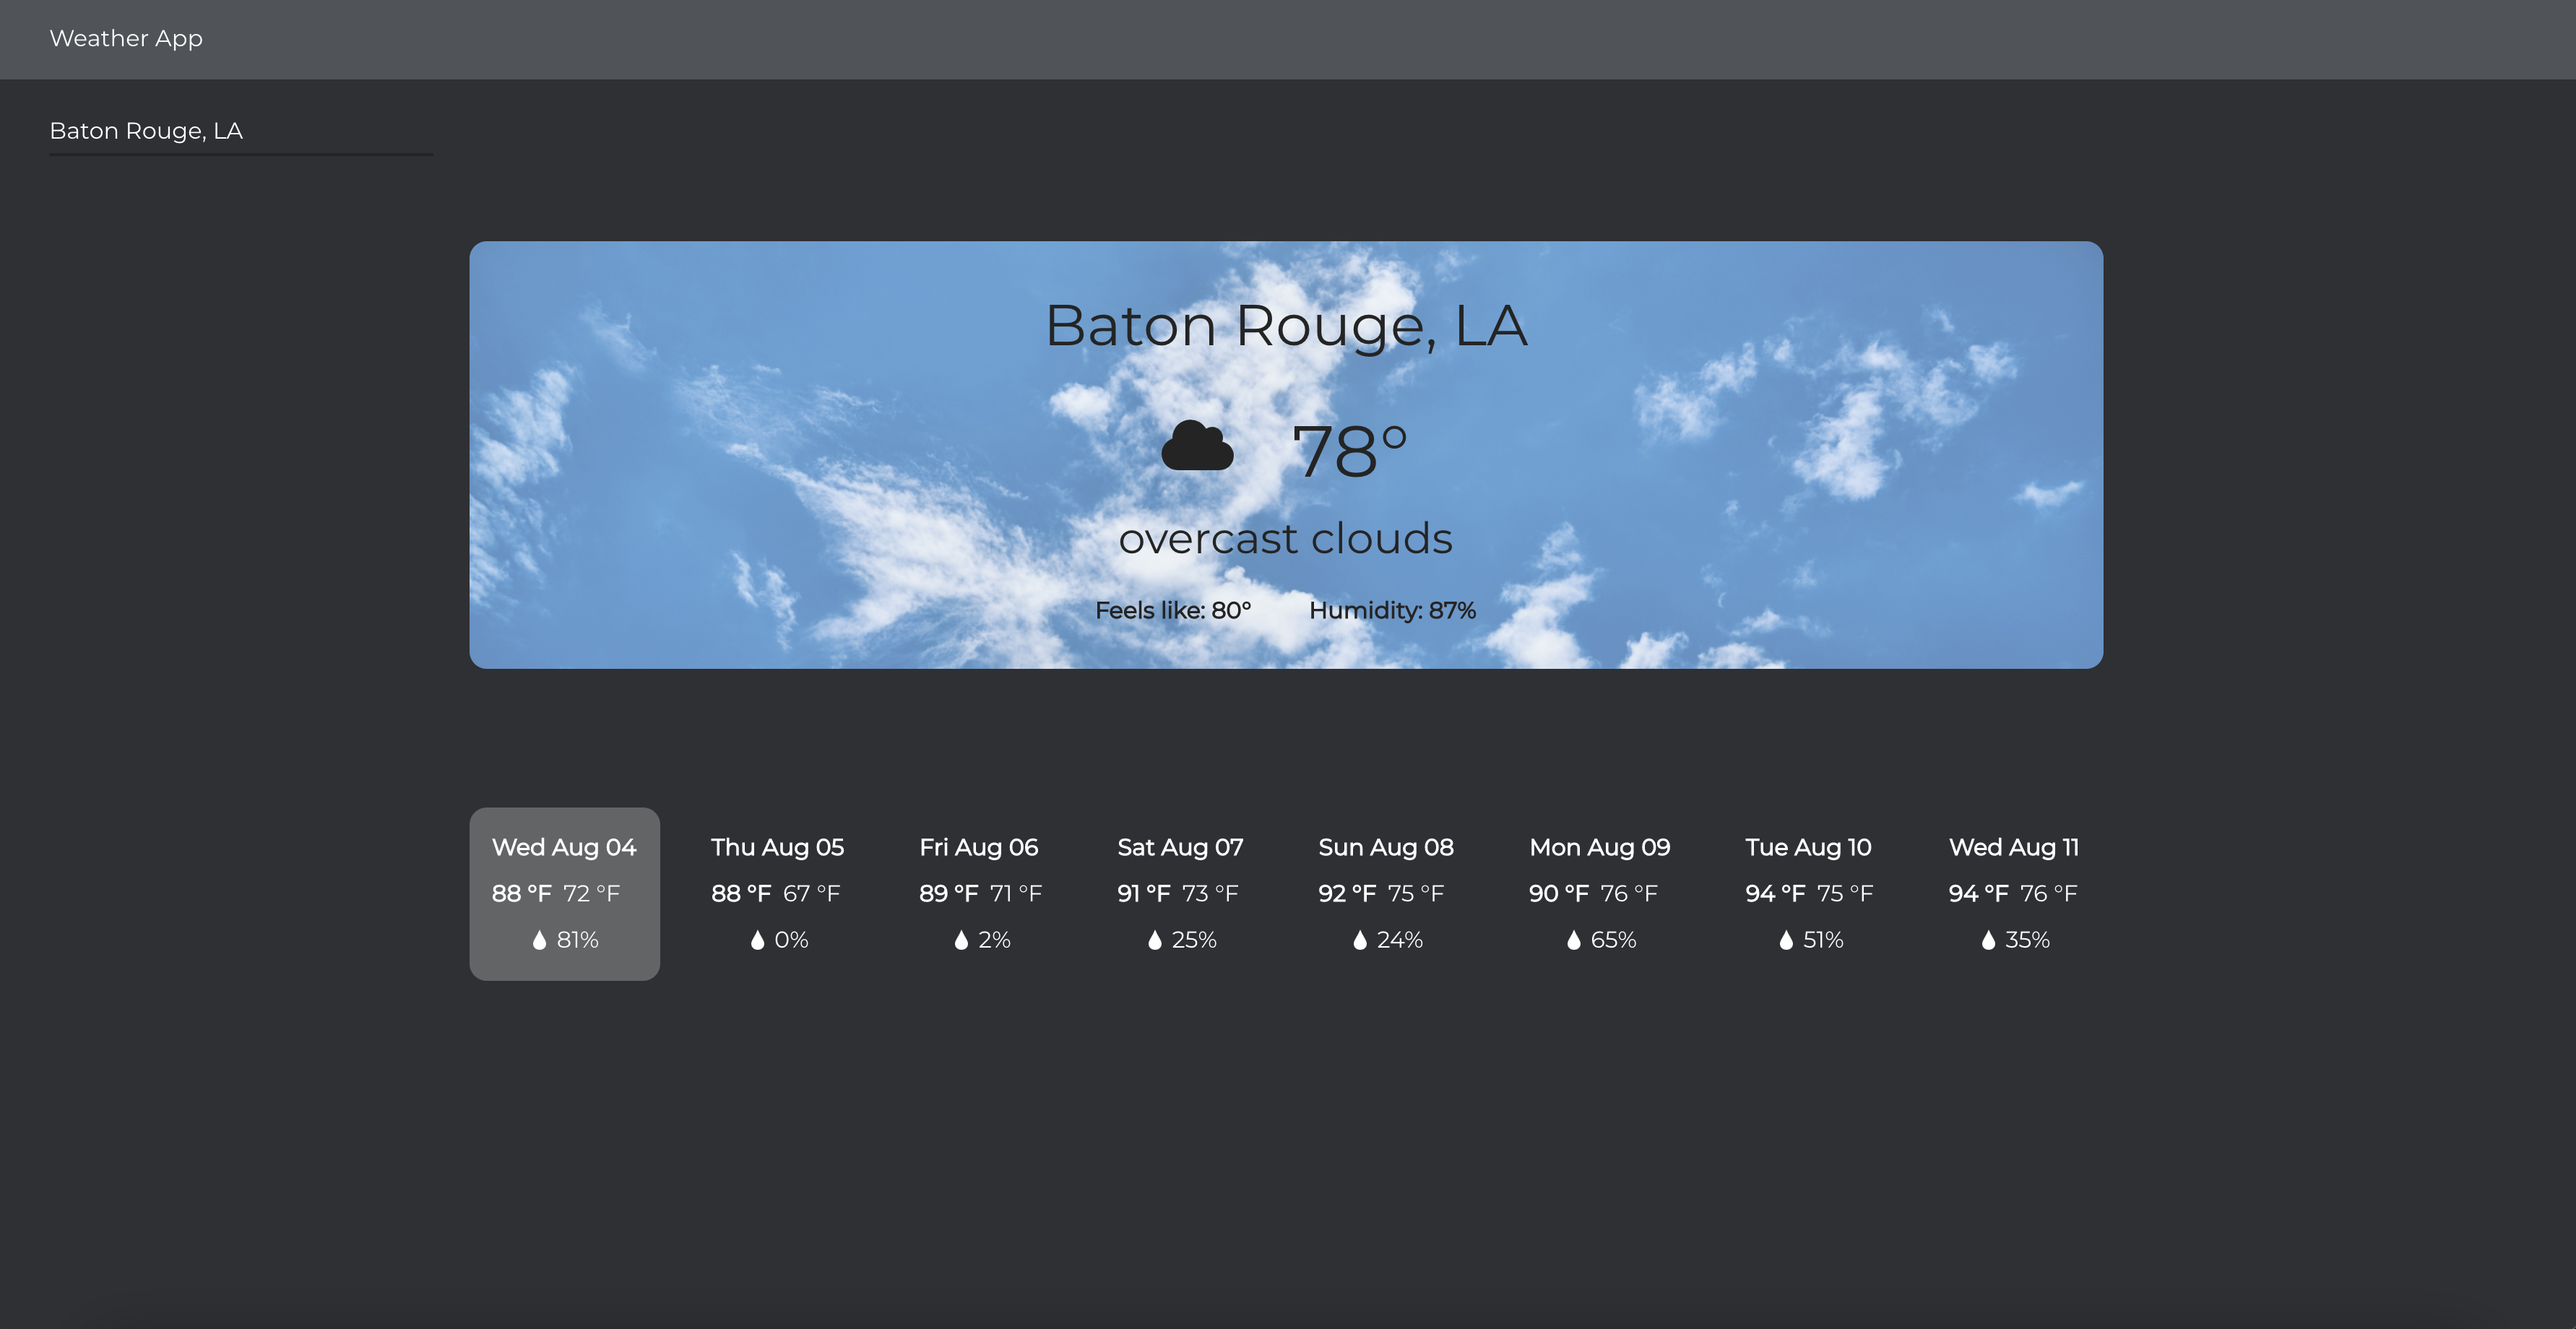 Weather App
Baton Rouge, LA
Baton Rouge, LA
78°
overcast clouds
Feels like: 80° Humidity: 87%
Wed Aug 04 Thu Aug 05 Fri Aug 06 Sat Aug 07 Sun Aug 08 Mon Aug 09 Tue Aug 10 Wed Aug 11
88 °F 72 °F 88 °F 67 °F 89 °F 71 °F 91 °F 73 °F 92 °F 75 °F 90 °F 76 °F 94 °F 75 °F 94 °F 76 °F
81% 0% 2% 25% 24% 65% 51% 35%